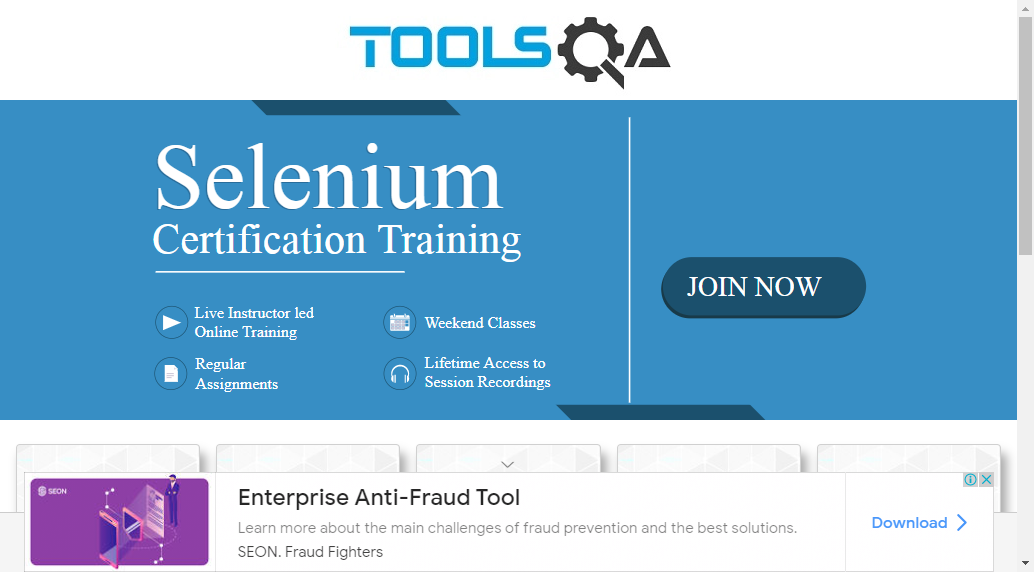 TOOLSQA
Selenium
Certification Training
Live Instructor led
Online Training
Weekend Classes
Regular
Assignments
Lifetime Access to
Session Recordings
JOIN NOW
SEON
Enterprise Anti-Fraud Tool
Learn more about the main challenges of fraud prevention and the best solutions.
SEON. Fraud Fighters
Download